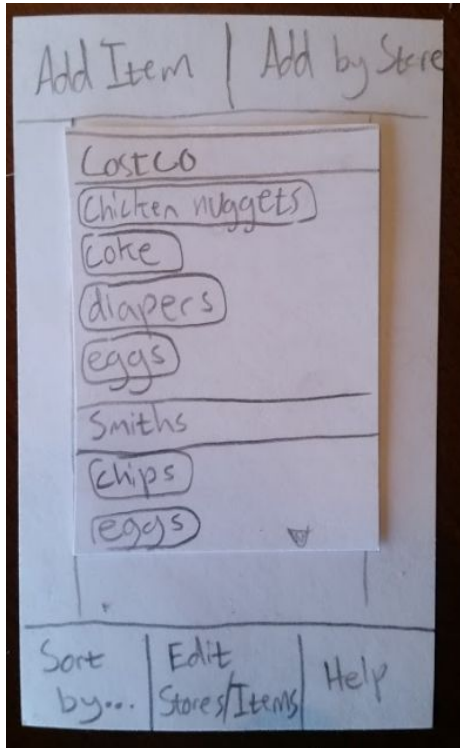 Add Item Add by Store
Costco
Chicken nuggets
coke
diapers
eggs
Smiths
chips
eggs
Sort by... Edit Stores/Items Help